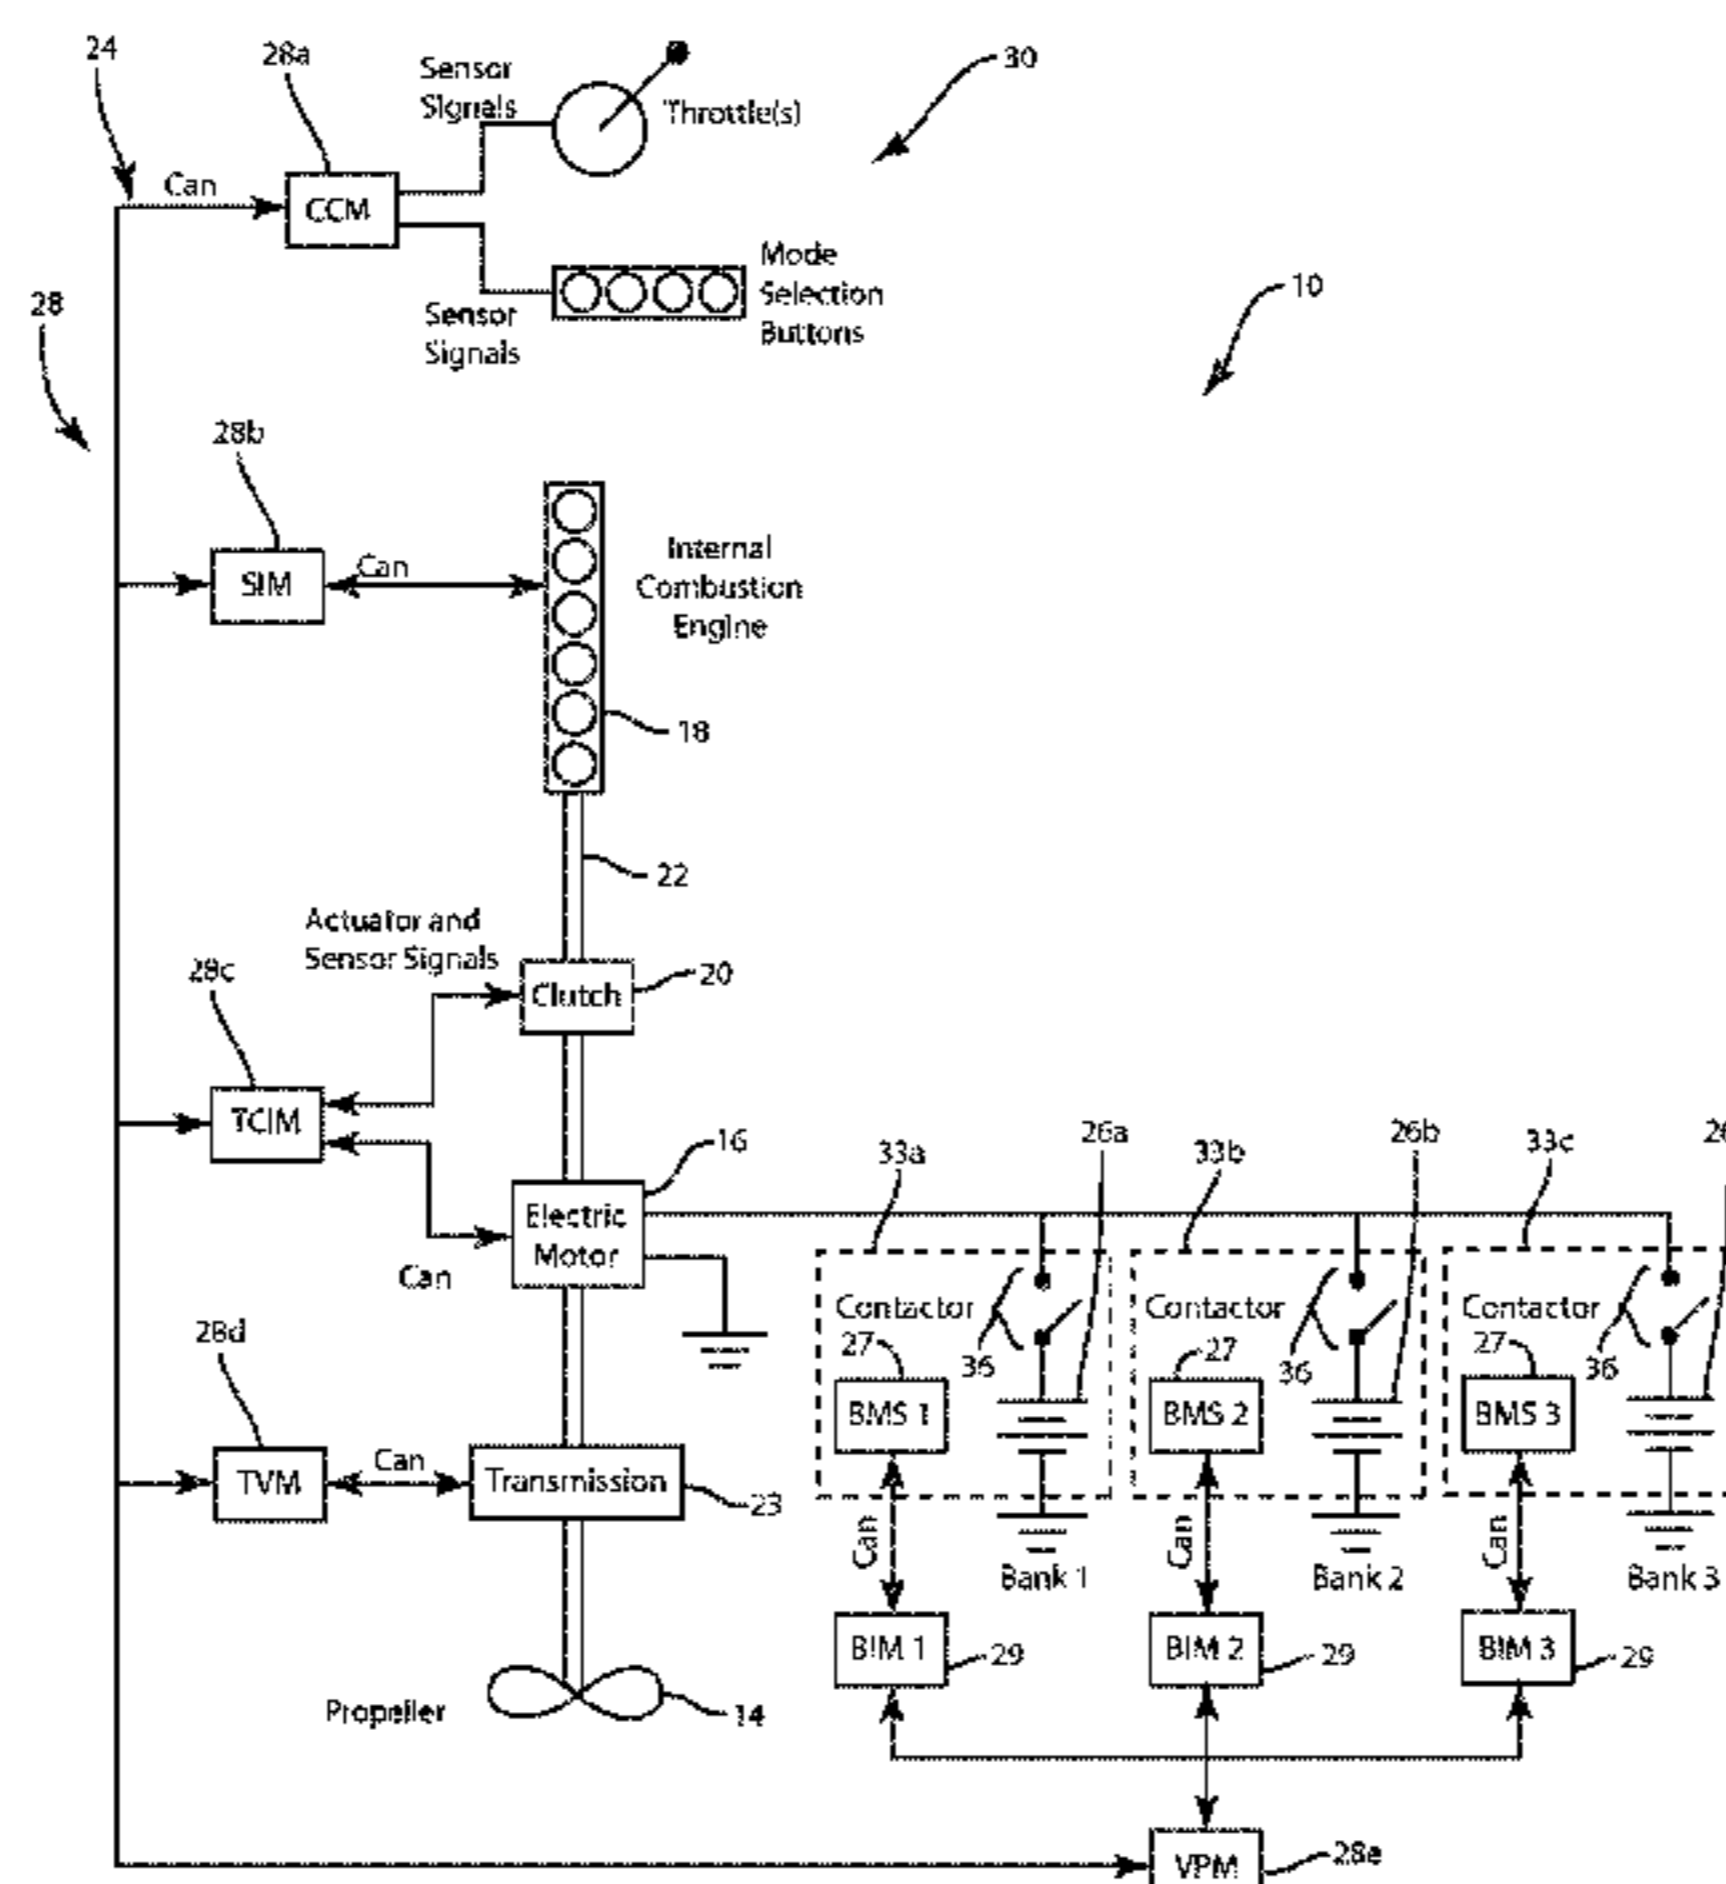 24
28a
Sensor
Signals
Throttle(s)
30
Can
CCM
Mode
Selection
Buttons
Sensor
Signals
10
28
28b
SIM
Can
Internal
Combustion
Engine
18
22
Actuator and
Sensor Signals
28c
Clutch
20
TCIM
16
Electric
Motor
Can
33a
26a
33b
26b
33c
Contactor
27
36
BMS 1
Contactor
27
36
BMS 2
Contactor
27
36
BMS 3
28d
TVM
Can
Transmission
23
Can
Bank 1
Can
Bank 2
Can
Bank 3
BIM 1
29
BIM 2
29
BIM 3
29
Propeller
14
VPM
28e